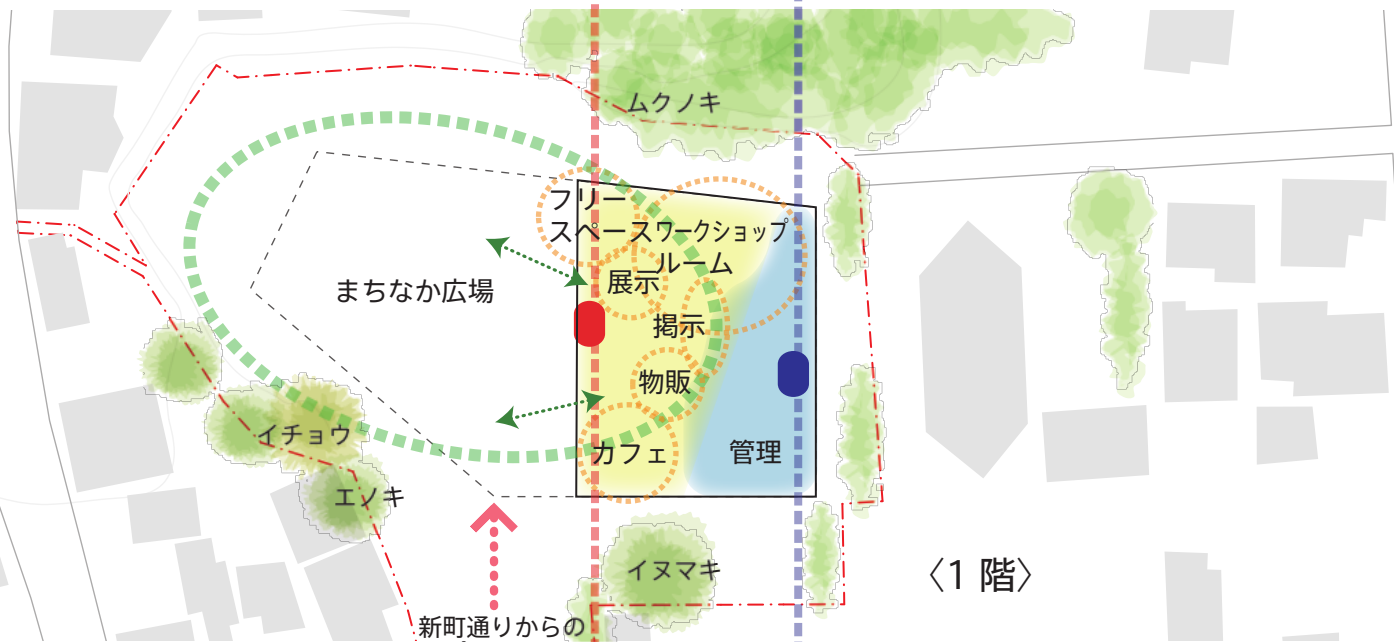 ムクノキ
フリー
スペース
ワークショップ
ルーム
展示
まちなか広場
掲示
物販
カフェ
管理
イチョウ
エノキ
イヌマキ
〈1 階〉
新町通りからの